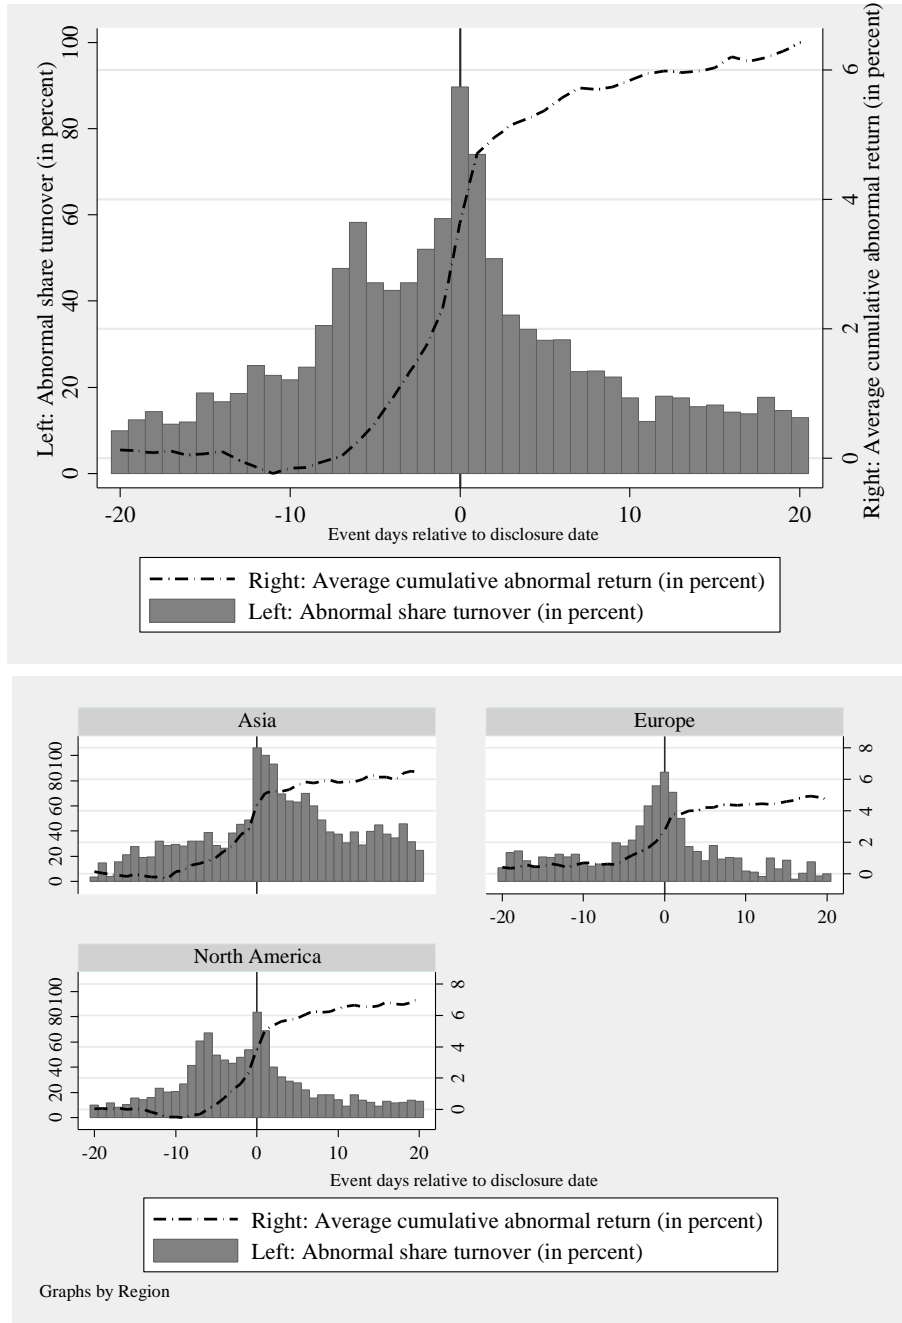 Left: Abnormal share turnover (in percent)
0 20 40 60 80 100
Right: Average cumulative abnormal return (in percent)
0 2 4 6
-20 -10 0 10 20
Event days relative to disclosure date
Right: Average cumulative abnormal return (in percent)
Left: Abnormal share turnover (in percent)
Asia
0 20 40 60 80 100
Europe
0 2 4 6 8
-20 -10 0 10 20
North America
0 20 40 60 80 100
0 2 4 6 8
-20 -10 0 10 20
Event days relative to disclosure date
Right: Average cumulative abnormal return (in percent)
Left: Abnormal share turnover (in percent)
Graphs by Region